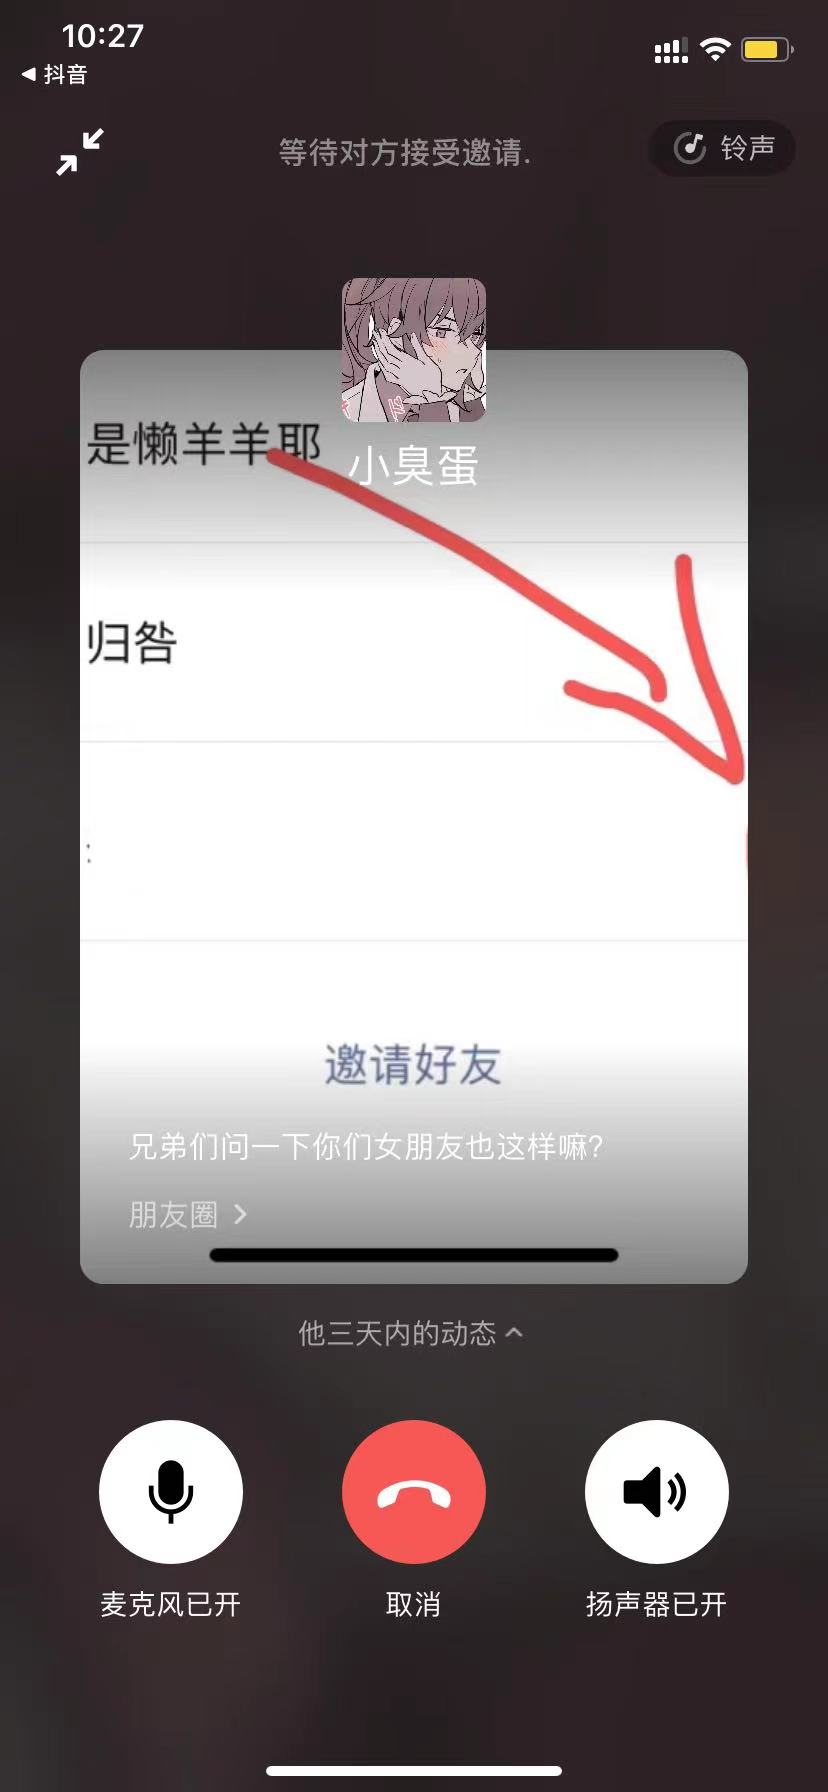 10:27
抖音
等待对方接受邀请.
铃声
是懒羊羊耶
小臭蛋
归咎
:
邀请好友
兄弟们问一下你们女朋友也这样嘛?
朋友圈
他三天内的动态
麦克风已开
取消
扬声器已开